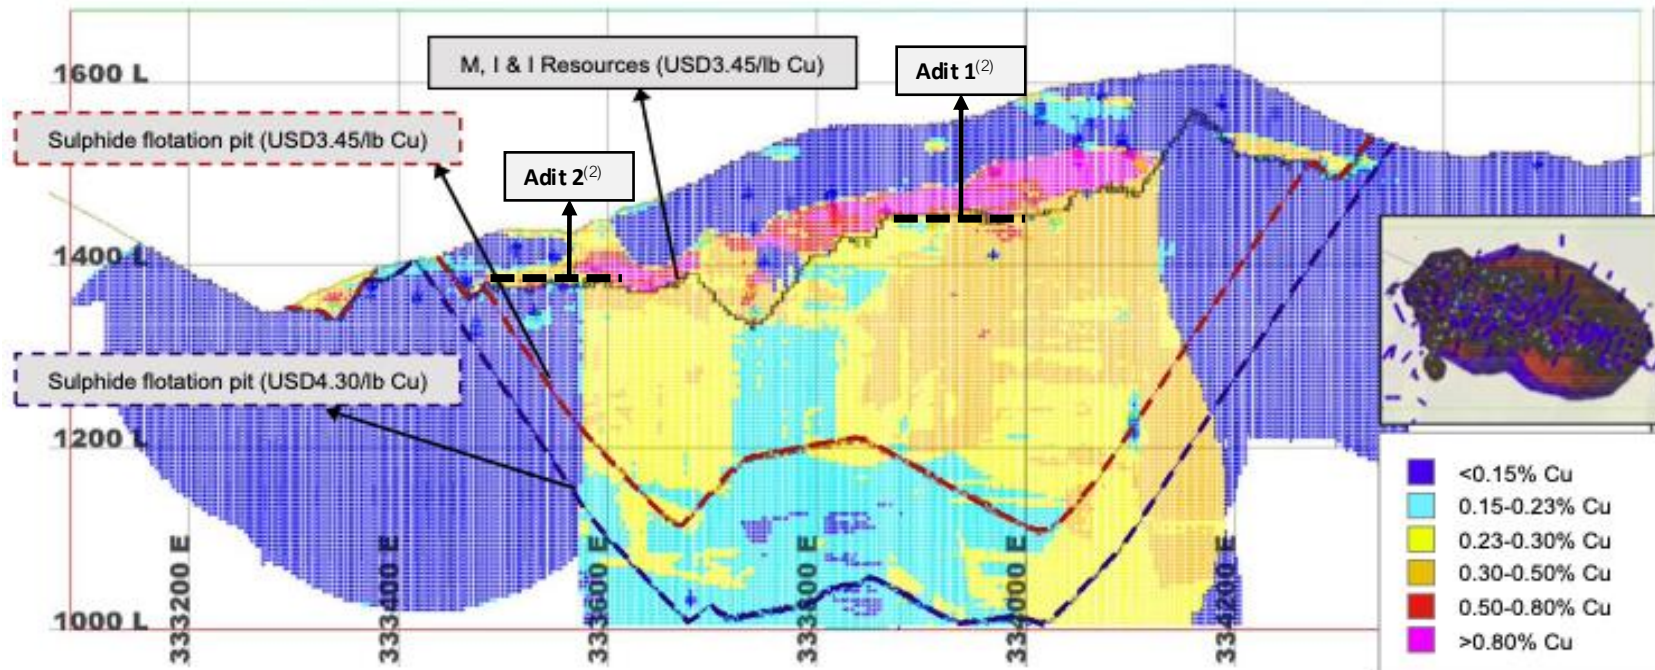 1600 L
M, I & I Resources (USD3.45/lb Cu)
Adit 1(2)
Sulphide flotation pit (USD3.45/lb Cu)
Adit 2(2)
1400 L
Sulphide flotation pit (USD4.30/lb Cu)
1200 L
1000 L
333200 E
333400 E
333600 E
333800 E
334000 E
334200 E
<0.15% Cu
0.15-0.23% Cu
0.23-0.30% Cu
0.30-0.50% Cu
0.50-0.80% Cu
>0.80% Cu